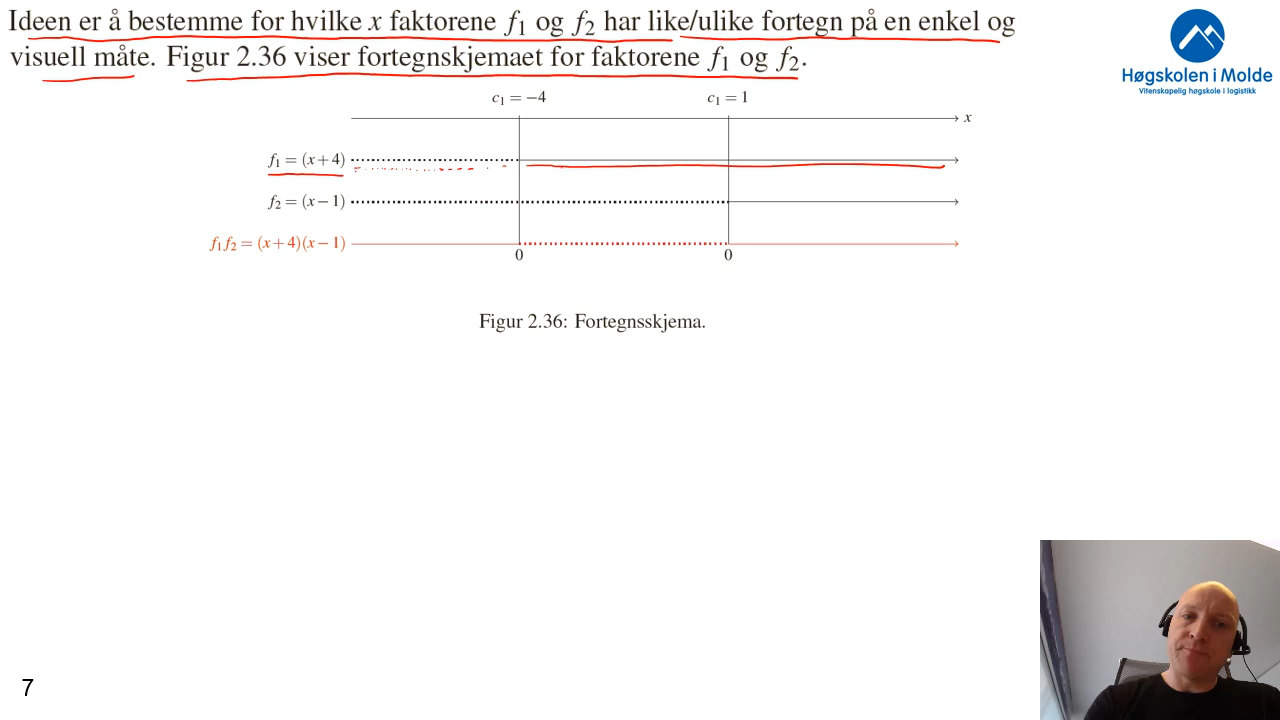 Ideen er å bestemme for hvilke x faktorene f₁ og f₂ har like/ulike fortegn på en enkel og
visuell måte. Figur 2.36 viser fortegnskjemaet for faktorene f₁ og f₂.
Høgskolen i Molde
Vitenskapelig høgskole i logistikk
c₁ = −4
c₁ = 1
x
f₁ = (x+4)
f₂ = (x−1)
f₁f₂ = (x+4)(x−1)
0
0
Figur 2.36: Fortegnsskjema.
7